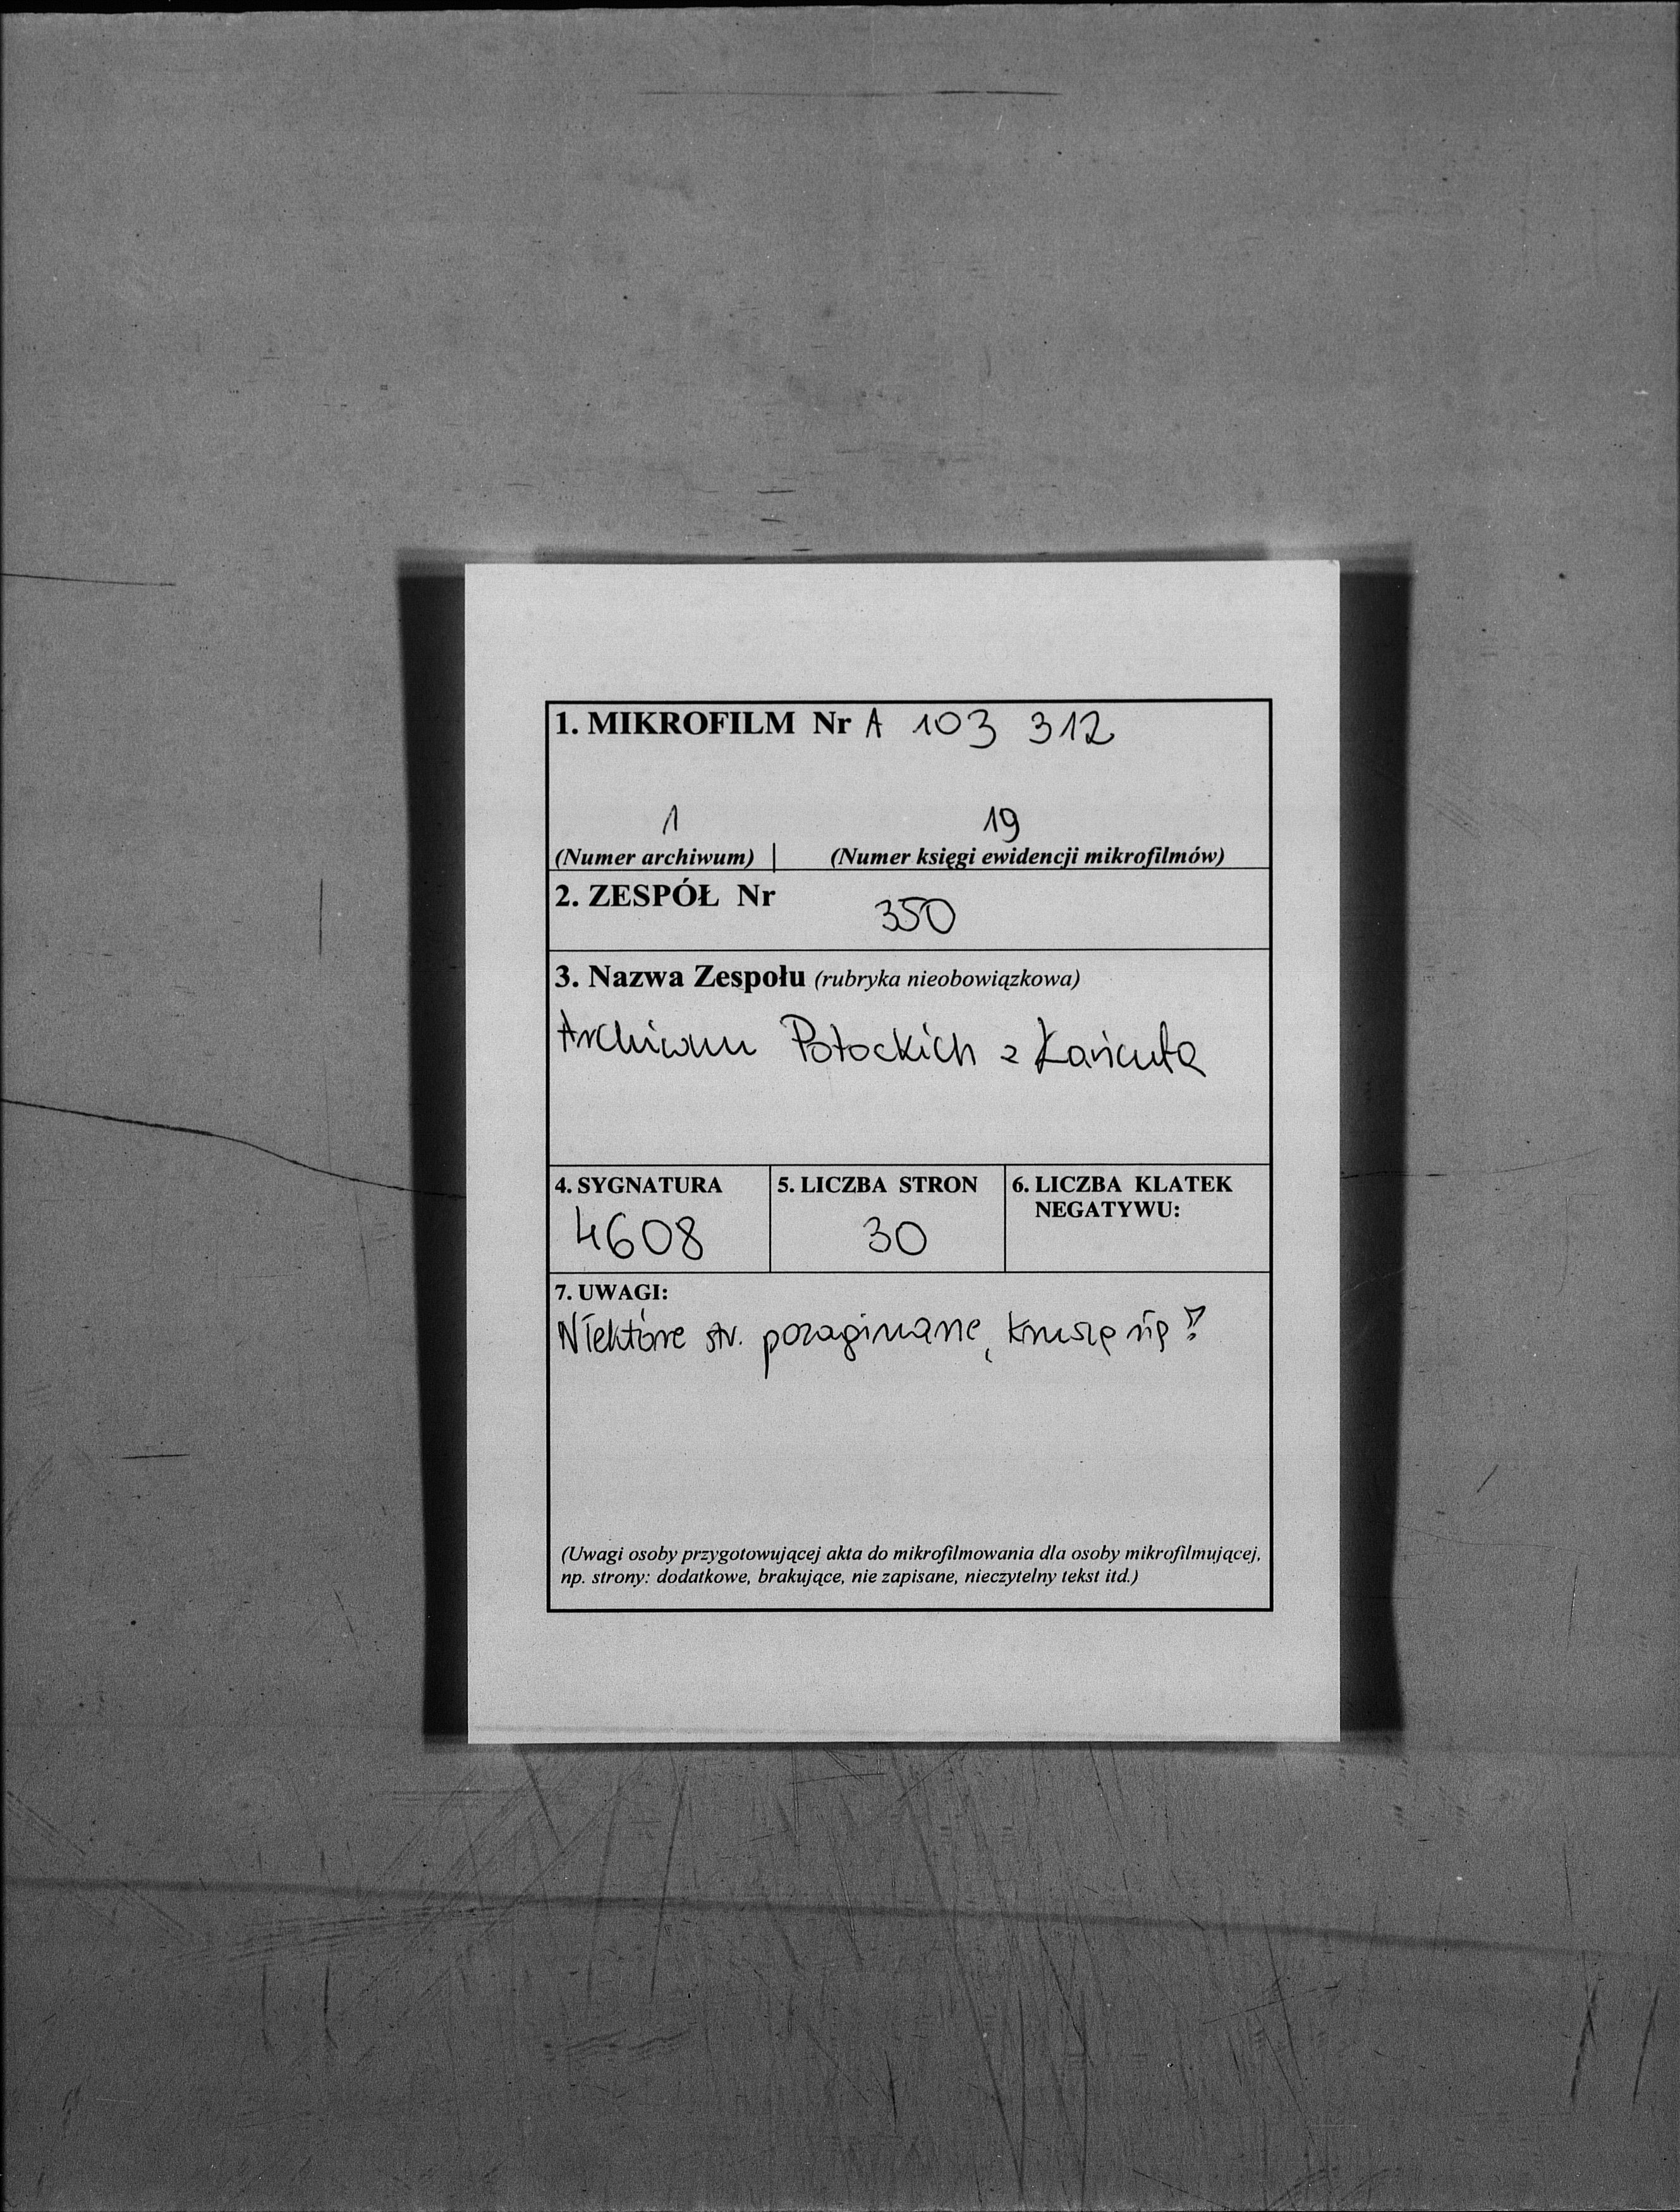 1. MIKROFILM Nr A 103 312
1 19
(Numer archiwum) | (Numer księgi ewidencji mikrofilmów)
2. ZESPÓŁ Nr 350
3. Nazwa Zespołu (rubryka nieobowiązkowa)
Archiwum Potockich z Łańcuta
4. SYGNATURA 5. LICZBA STRON 6. LICZBA KLATEK
NEGATYWU:
4608 30
7. UWAGI:
Niektóre str. pozaginane, kruszą się!
(Uwagi osoby przygotowującej akta do mikrofilmowania dla osoby mikrofilmującej,
np. strony: dodatkowe, brakujące, nie zapisane, nieczytelny tekst itd.)